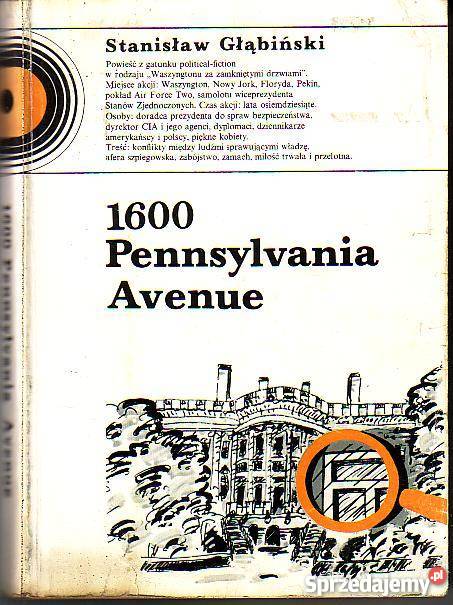 Stanisław Głąbiński
Powieść z gatunku political-fiction
w rodzaju „Waszyngtonu za zamkniętymi drzwiami".
Miejsce akcji: Waszyngton, Nowy Jork, Floryda, Pekin,
pokład Air Force Two, samolotu wiceprezydenta
Stanów Zjednoczonych. Czas akcji: lata osiemdziesiąte.
Osoby: doradca prezydenta do spraw bezpieczeństwa,
dyrektor CIA i jego agenci, dyplomaci, dziennikarze
amerykańscy i polscy, piękne kobiety.
Treść: konflikty między ludźmi sprawującymi władzę,
afera szpiegowska, zabójstwo, zamach, miłość trwała i przelotna.
1600
Pennsylvania
Avenue
1600 Pennsylvania Avenue
Sprzedajemy.pl